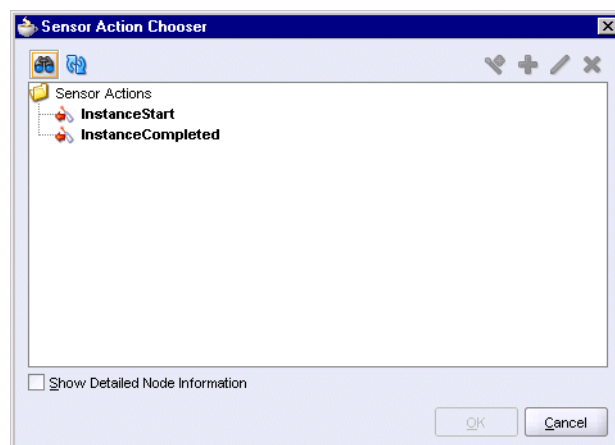 Sensor Action Chooser
Sensor Actions
InstanceStart
InstanceCompleted
Show Detailed Node Information
OK
Cancel